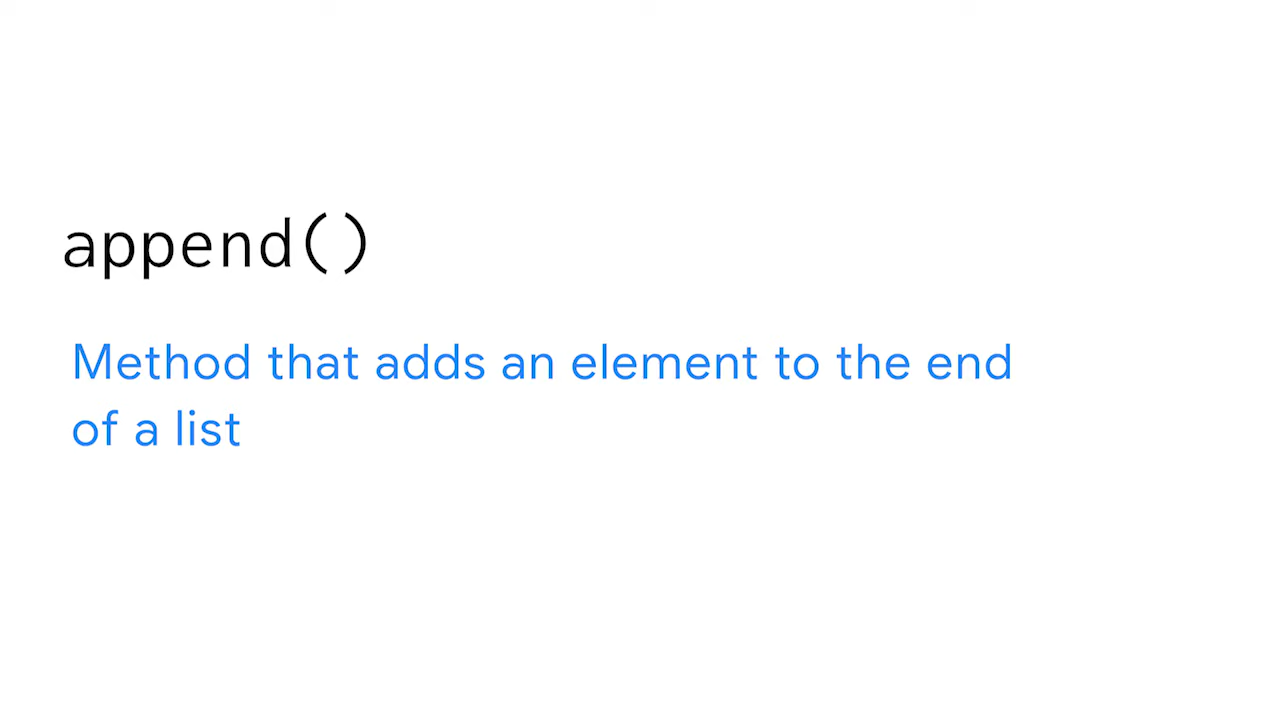 append()
Method that adds an element to the end
of a list